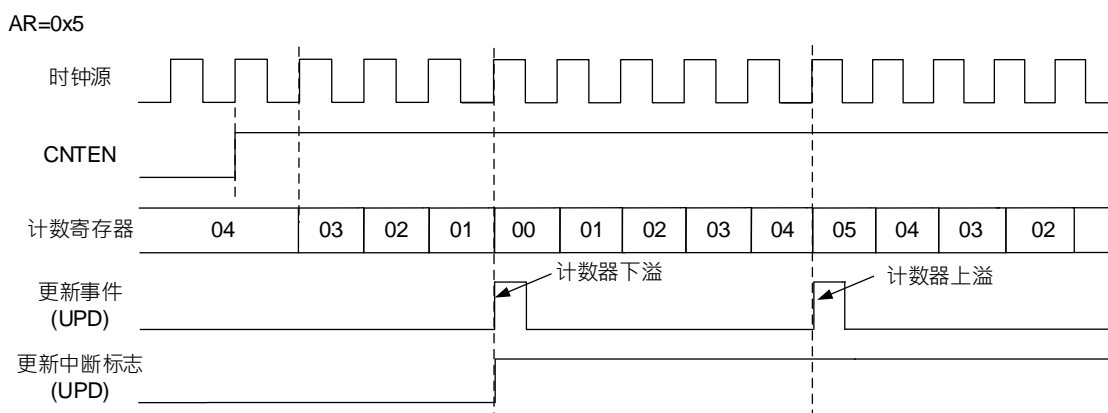 AR=0x5
时钟源
CNTEN
计数寄存器 04 03 02 01 00 01 02 03 04 05 04 03 02
计数器下溢
计数器上溢
更新事件
(UPD)
更新中断标志
(UPD)